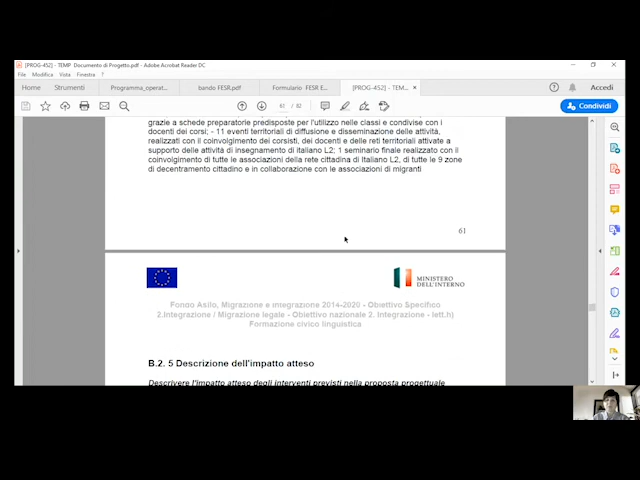 [PROG-452] - TEMP Documento di Progetto.pdf - Adobe Acrobat Reader DC
File Modifica Vista Finestra ?
Home Strumenti Programma_operat... bando FESR.pdf Formulario FESR E... [PROG-452] - TEM... × Accedi
61 / 82 Condividi
grazie a schede preparatorie predisposte per l'utilizzo nelle classi e condivise con i
docenti dei corsi; - 11 eventi territoriali di diffusione e disseminazione delle attività,
realizzati con il coinvolgimento dei corsisti, dei docenti e delle reti territoriali attivate a
supporto delle attività di insegnamento di italiano L2; 1 seminario finale realizzato con il
coinvolgimento di tutte le associazioni della rete cittadina di Italiano L2, di tutte le 9 zone
di decentramento cittadino e in collaborazione con le associazioni di migranti
61
MINISTERO
DELL'INTERNO
Fondo Asilo, Migrazione e Integrazione 2014-2020 - Obiettivo Specifico
2.Integrazione / Migrazione legale - Obiettivo nazionale 2. Integrazione - lett.h)
Formazione civico linguistica
B.2. 5 Descrizione dell'impatto atteso
Descrivere l'impatto atteso degli interventi previsti nella proposta progettuale